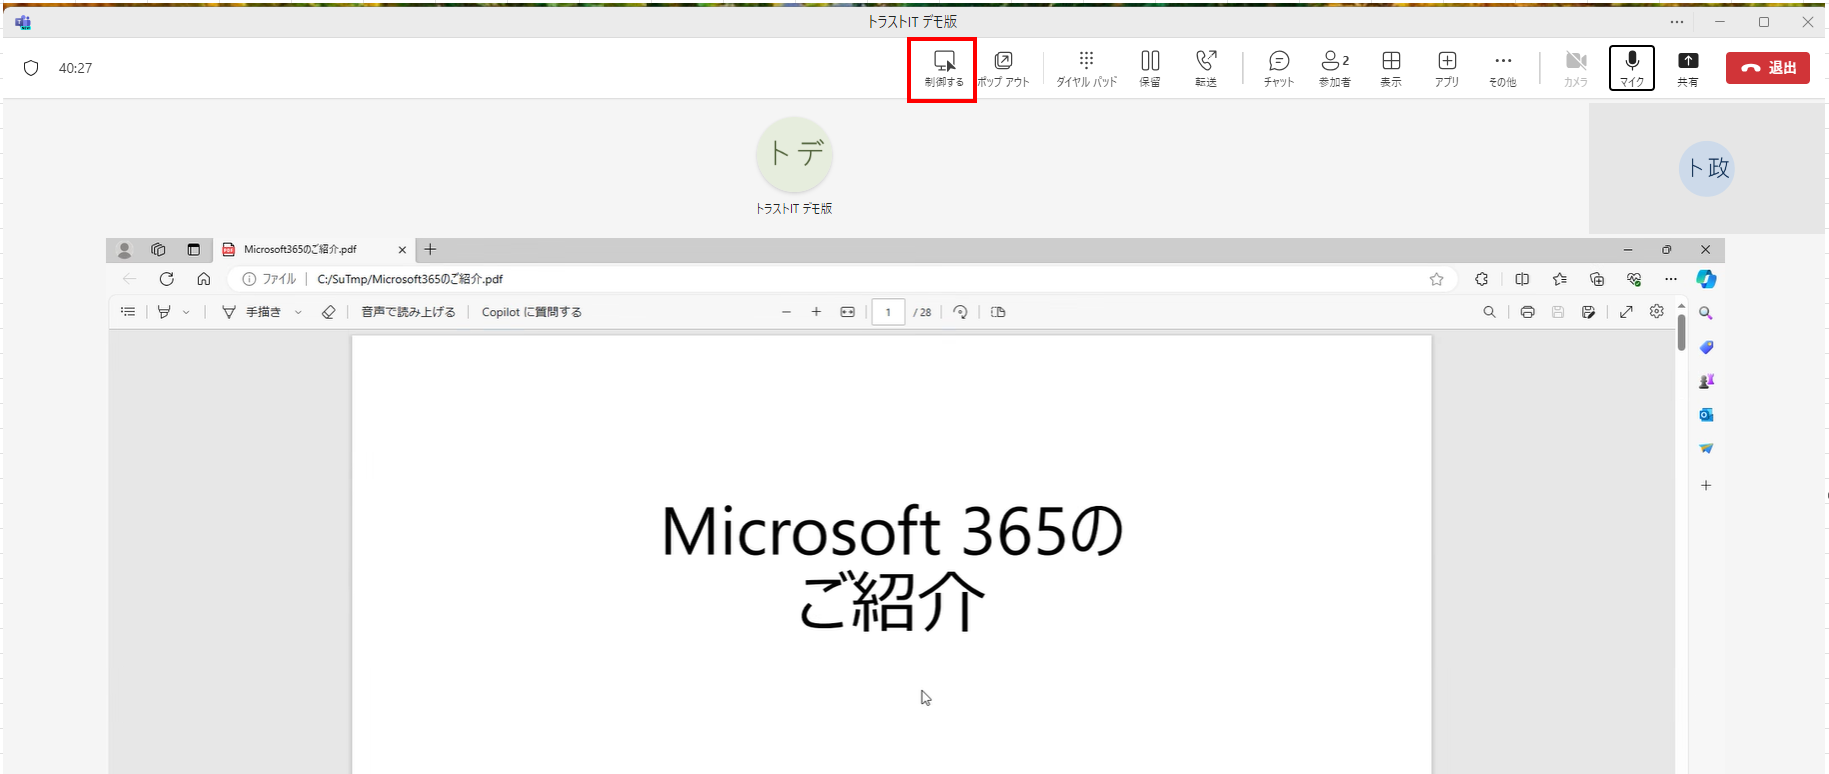 トラストIT デモ版
40:27
制御する
ポップ アウト
ダイヤル パッド
保留
転送
チャット
2
参加者
表示
アプリ
その他
カメラ
マイク
共有
退出
ト デ
トラストIT デモ版
ト 政
Microsoft365のご紹介.pdf
ファイル
C:/SuTmp/Microsoft365のご紹介.pdf
手描き
音声で読み上げる
Copilot に質問する
1
/ 28
Microsoft 365の
ご紹介